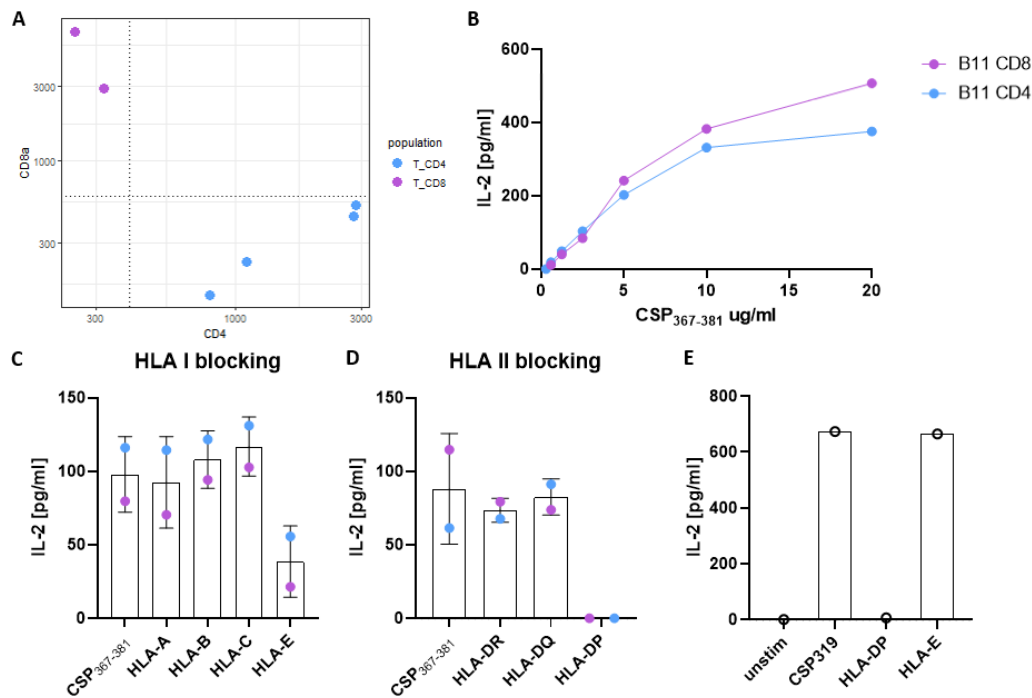 A
CD8a
3000
1000
300
300
1000
3000
CD4
population
T_CD4
T_CD8
B
IL-2 [pg/ml]
600
400
200
0
0
5
10
15
20
CSP367-381 ug/ml
B11 CD8
B11 CD4
C
HLA I blocking
IL-2 [pg/ml]
150
100
50
0
CSP367-381
HLA-A
HLA-B
HLA-C
HLA-E
D
HLA II blocking
IL-2 [pg/ml]
150
100
50
0
CSP367-381
HLA-DR
HLA-DQ
HLA-DP
E
IL-2 [pg/ml]
800
600
400
200
0
unstim
CSP319
HLA-DP
HLA-E